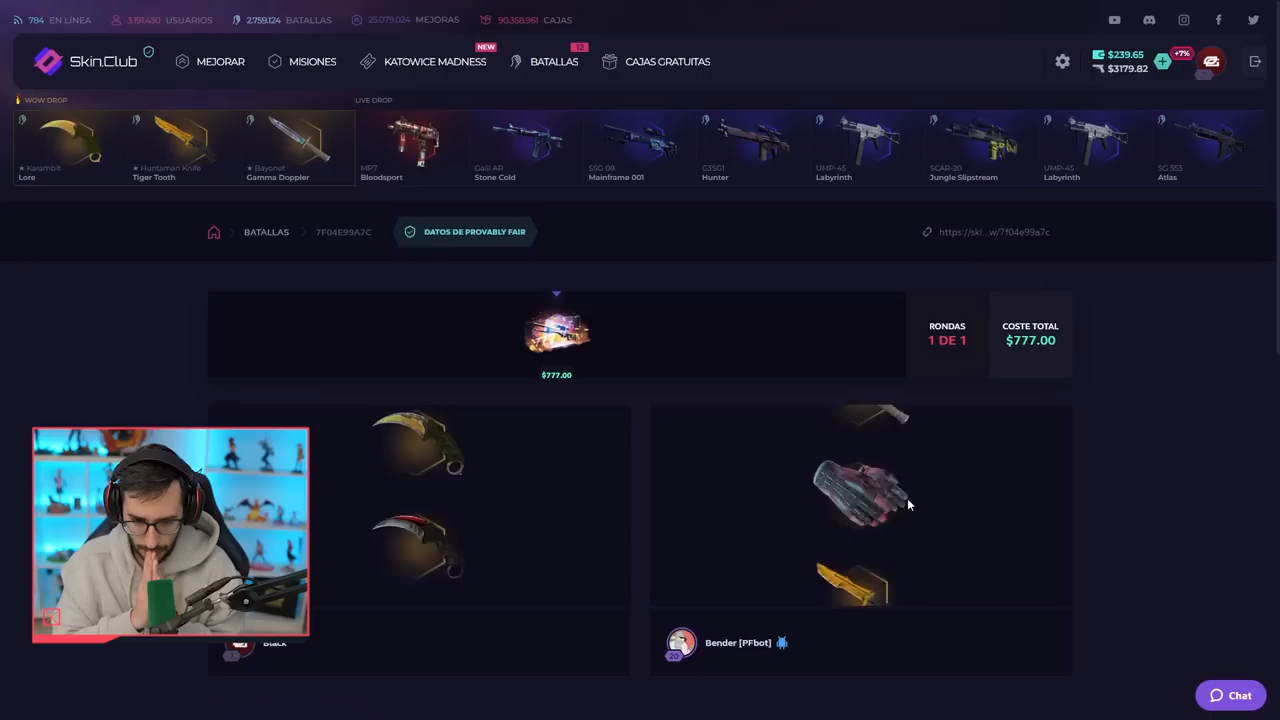 784 EN LÍNEA
3.191.430 USUARIOS
2.759.124 BATALLAS
25.079.024 MEJORAS
90.358.961 CAJAS
Skin.Club
MEJORAR
MISIONES
KATOWICE MADNESS
NEW
BATALLAS
12
CAJAS GRATUITAS
$239.65
$3179.82
+7%
WOW DROP
LIVE DROP
★ Karambit
Lore
★ Huntsman Knife
Tiger Tooth
★ Bayonet
Gamma Doppler
MP7
Bloodsport
Galil AR
Stone Cold
SSG 08
Mainframe 001
G3SG1
Hunter
UMP-45
Labyrinth
SCAR-20
Jungle Slipstream
UMP-45
Labyrinth
SG 553
Atlas
BATALLAS
7F04E99A7C
DATOS DE PROVABLY FAIR
https://ski...w/7f04e99a7c
$777.00
RONDAS
1 DE 1
COSTE TOTAL
$777.00
Black
7
Bender [PFbot]
20
Chat